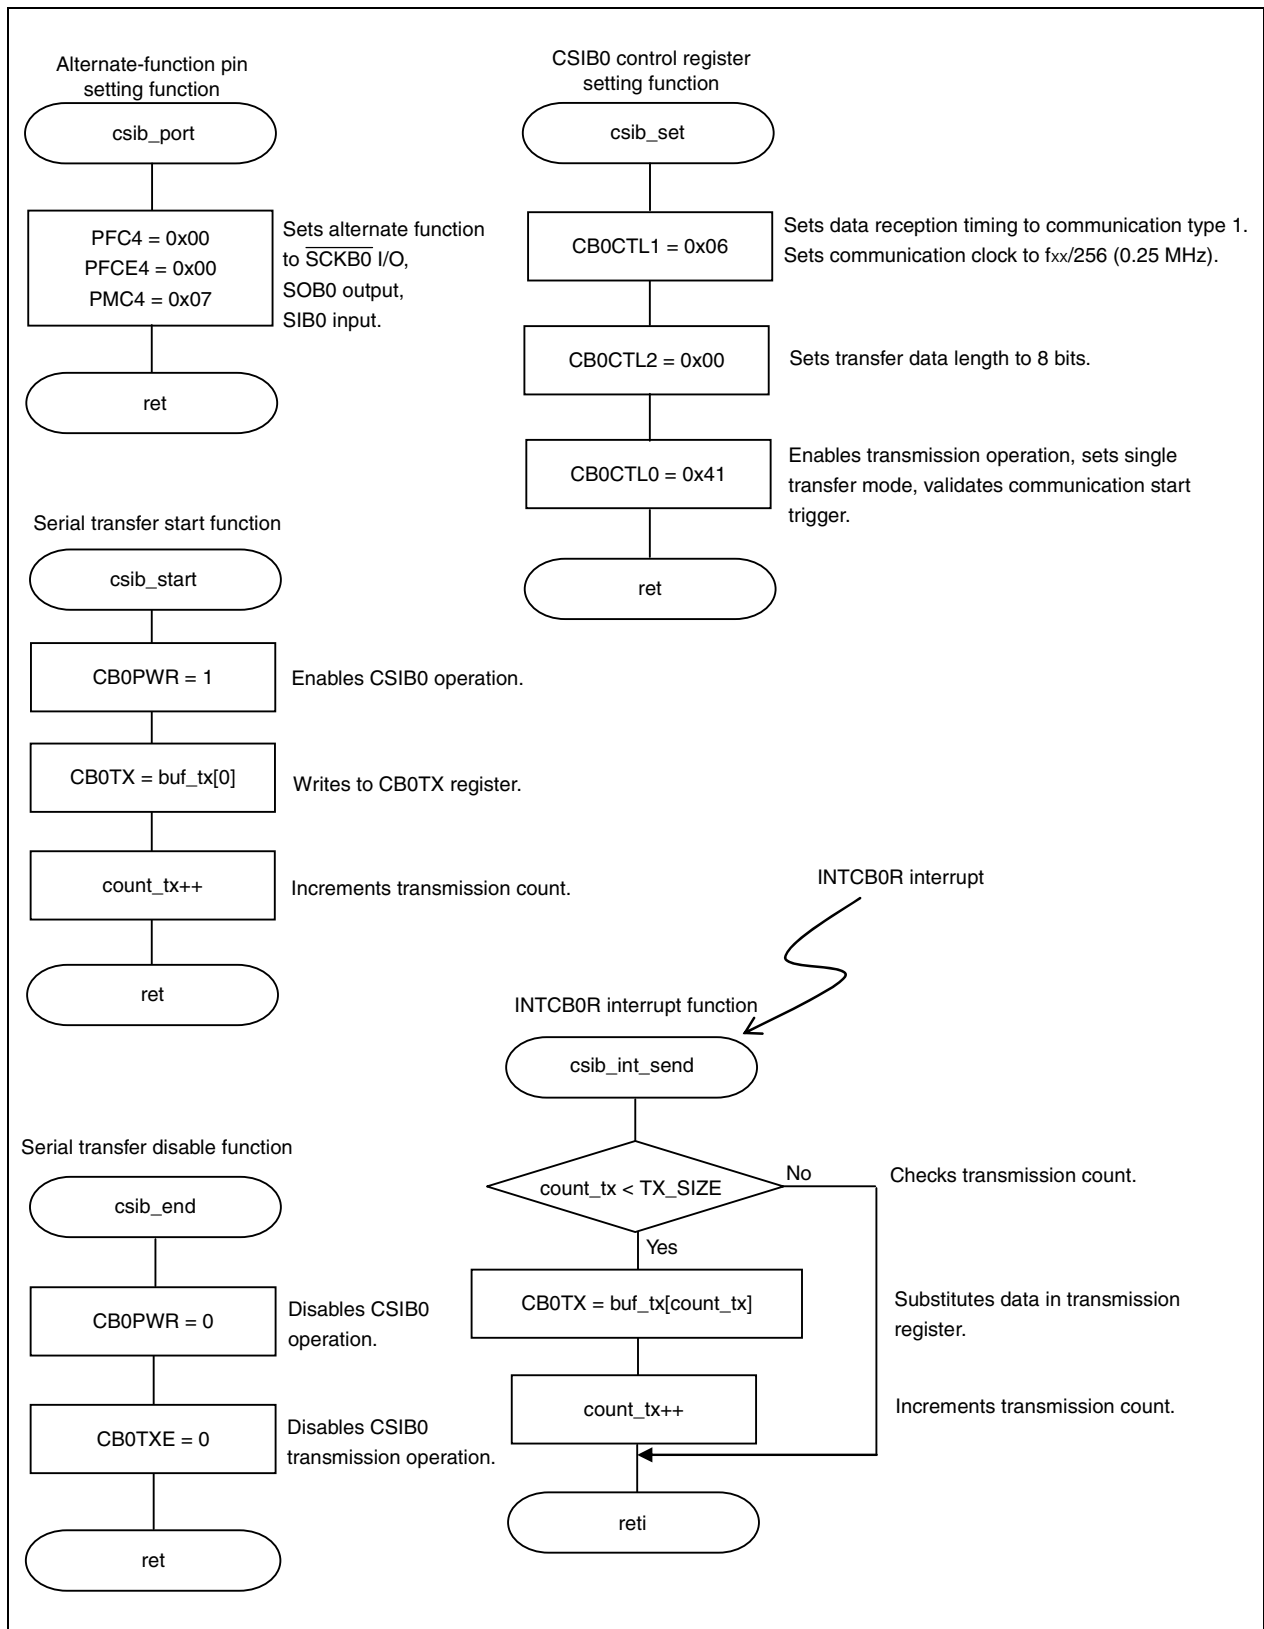 Alternate-function pin
setting function
csib_port
PFC4 = 0x00
PFCE4 = 0x00
PMC4 = 0x07
Sets alternate function
to SCKB0 I/O,
SOB0 output,
SIB0 input.
ret
CSIB0 control register
setting function
csib_set
CB0CTL1 = 0x06
Sets data reception timing to communication type 1.
Sets communication clock to fxx/256 (0.25 MHz).
CB0CTL2 = 0x00
Sets transfer data length to 8 bits.
CB0CTL0 = 0x41
Enables transmission operation, sets single
transfer mode, validates communication start
trigger.
ret
Serial transfer start function
csib_start
CB0PWR = 1
Enables CSIB0 operation.
CB0TX = buf_tx[0]
Writes to CB0TX register.
count_tx++
Increments transmission count.
ret
INTCB0R interrupt
INTCB0R interrupt function
csib_int_send
count_tx < TX_SIZE
No
Checks transmission count.
Yes
CB0TX = buf_tx[count_tx]
Substitutes data in transmission
register.
count_tx++
Increments transmission count.
reti
Serial transfer disable function
csib_end
CB0PWR = 0
Disables CSIB0
operation.
CB0TXE = 0
Disables CSIB0
transmission operation.
ret